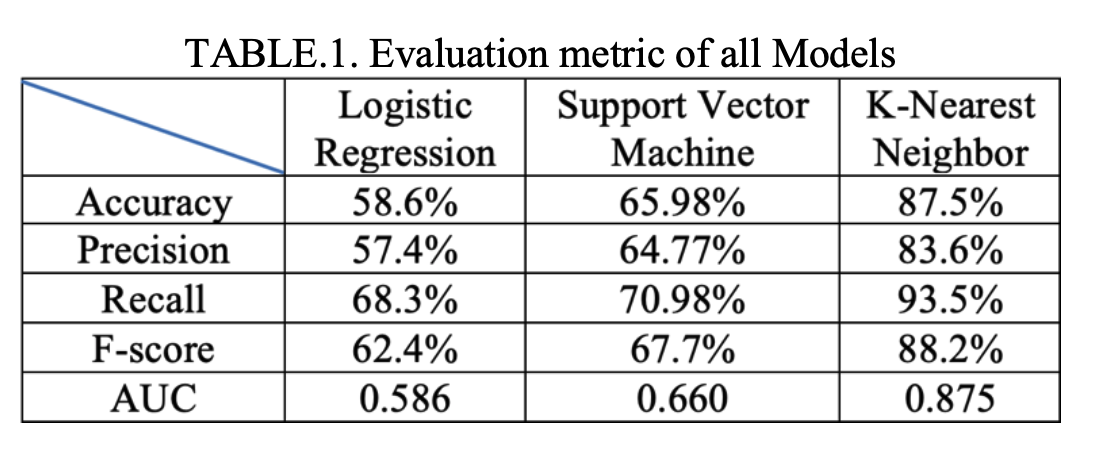 TABLE.1. Evaluation metric of all Models
Logistic Regression Support Vector Machine K-Nearest Neighbor
Accuracy 58.6% 65.98% 87.5%
Precision 57.4% 64.77% 83.6%
Recall 68.3% 70.98% 93.5%
F-score 62.4% 67.7% 88.2%
AUC 0.586 0.660 0.875